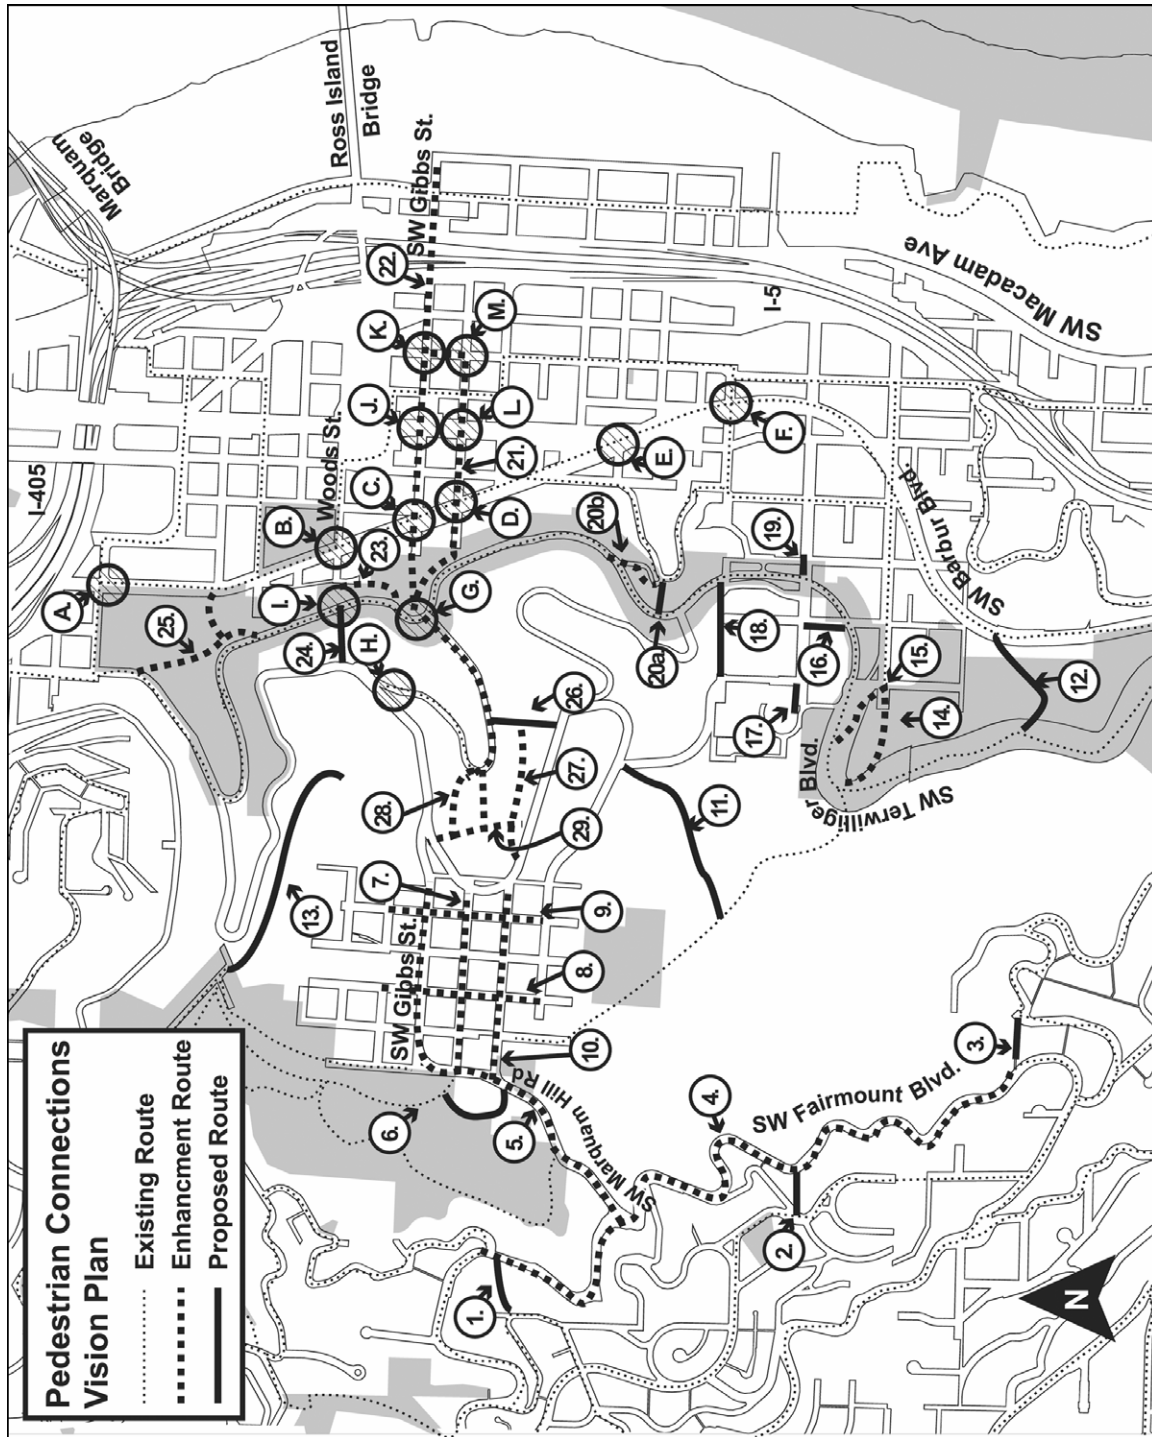 Pedestrian Connections
Vision Plan
Existing Route
Enhancment Route
Proposed Route
Marquam
Bridge
Ross Island
Bridge
I-405
Woods St.
SW Gibbs St.
SW Macadam Ave
I-5
SW Barbur Blvd.
SW Terwilliger Blvd.
SW Gibbs St.
SW Marquam Hill Rd
SW Fairmount Blvd.
N
A.
B.
C.
D.
E.
F.
G.
H.
I.
J.
K.
L.
M.
1.
2.
3.
4.
5.
6.
7.
8.
9.
10.
11.
12.
13.
14.
15.
16.
17.
18.
19.
20a.
20b
21.
22.
23.
24.
25.
26.
27.
28.
29.